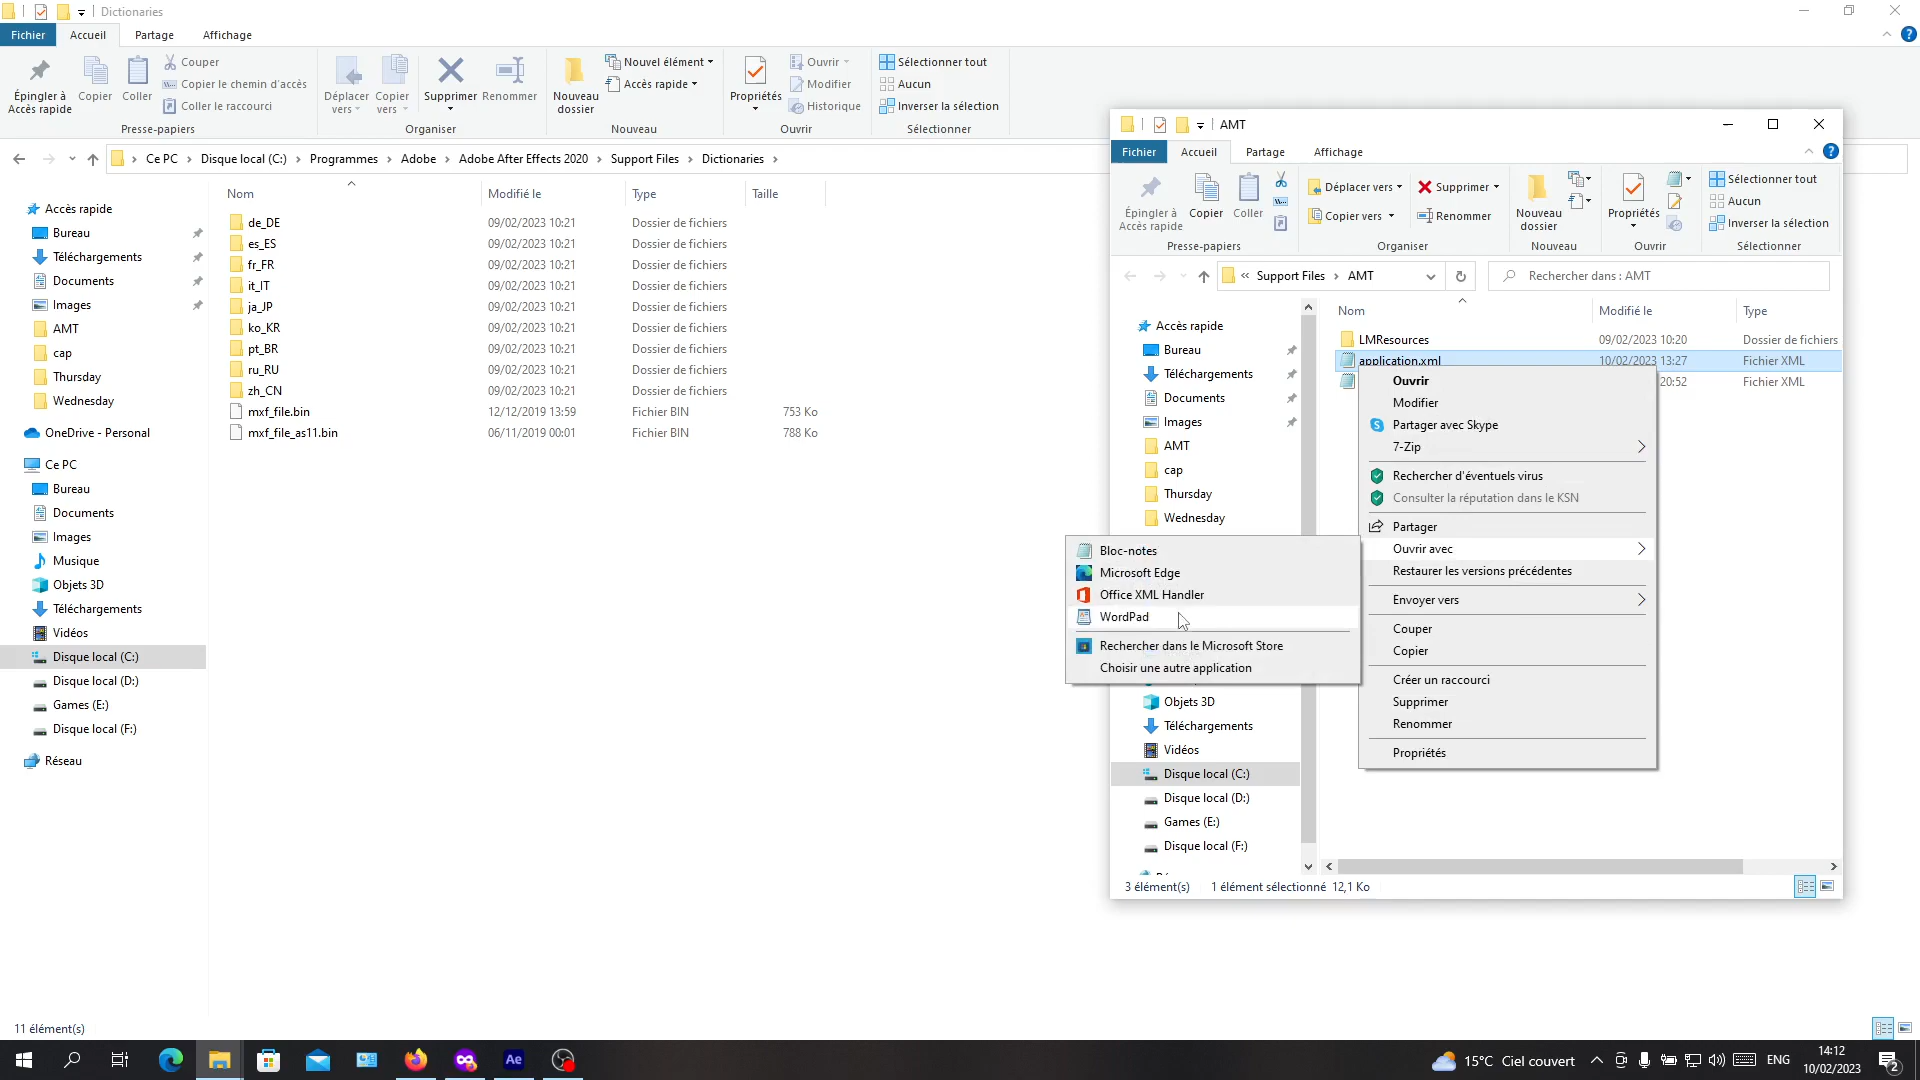 Dictionaries
Fichier
Accueil
Partage
Affichage
Épingler à
Accès rapide
Copier
Coller
Couper
Copier le chemin d'accès
Coller le raccourci
Presse-papiers
Déplacer
vers
Copier
vers
Supprimer
Renommer
Organiser
Nouveau
dossier
Nouvel élément
Accès rapide
Nouveau
Propriétés
Ouvrir
Modifier
Historique
Ouvrir
Sélectionner tout
Aucun
Inverser la sélection
Sélectionner
Ce PC
Disque local (C:)
Programmes
Adobe
Adobe After Effects 2020
Support Files
Dictionaries
Accès rapide
Bureau
Téléchargements
Documents
Images
AMT
cap
Thursday
Wednesday
OneDrive - Personal
Ce PC
Bureau
Documents
Images
Musique
Objets 3D
Téléchargements
Vidéos
Disque local (C:)
Disque local (D:)
Games (E:)
Disque local (F:)
Réseau
Nom Modifié le Type Taille
de_DE 09/02/2023 10:21 Dossier de fichiers
es_ES 09/02/2023 10:21 Dossier de fichiers
fr_FR 09/02/2023 10:21 Dossier de fichiers
it_IT 09/02/2023 10:21 Dossier de fichiers
ja_JP 09/02/2023 10:21 Dossier de fichiers
ko_KR 09/02/2023 10:21 Dossier de fichiers
pt_BR 09/02/2023 10:21 Dossier de fichiers
ru_RU 09/02/2023 10:21 Dossier de fichiers
zh_CN 09/02/2023 10:21 Dossier de fichiers
mxf_file.bin 12/12/2019 13:59 Fichier BIN 753 Ko
mxf_file_as11.bin 06/11/2019 00:01 Fichier BIN 788 Ko
11 élément(s)
AMT
Fichier
Accueil
Partage
Affichage
Épingler à
Accès rapide
Copier
Coller
Presse-papiers
Déplacer vers
Copier vers
Supprimer
Renommer
Organiser
Nouveau
dossier
Nouveau
Propriétés
Ouvrir
Sélectionner tout
Aucun
Inverser la sélection
Sélectionner
« Support Files
AMT
Rechercher dans : AMT
Accès rapide
Bureau
Téléchargements
Documents
Images
AMT
cap
Thursday
Wednesday
Objets 3D
Téléchargements
Vidéos
Disque local (C:)
Disque local (D:)
Games (E:)
Disque local (F:)
Nom Modifié le Type
LMResources 09/02/2023 10:20 Dossier de fichiers
application.xml 10/02/2023 13:27 Fichier XML
20:52 Fichier XML
Ouvrir
Modifier
Partager avec Skype
7-Zip
Rechercher d'éventuels virus
Consulter la réputation dans le KSN
Partager
Ouvrir avec
Restaurer les versions précédentes
Envoyer vers
Couper
Copier
Créer un raccourci
Supprimer
Renommer
Propriétés
Bloc-notes
Microsoft Edge
Office XML Handler
WordPad
Rechercher dans le Microsoft Store
Choisir une autre application
3 élément(s) 1 élément sélectionné 12,1 Ko
Ae
15°C Ciel couvert
ENG
14:12
10/02/2023
2